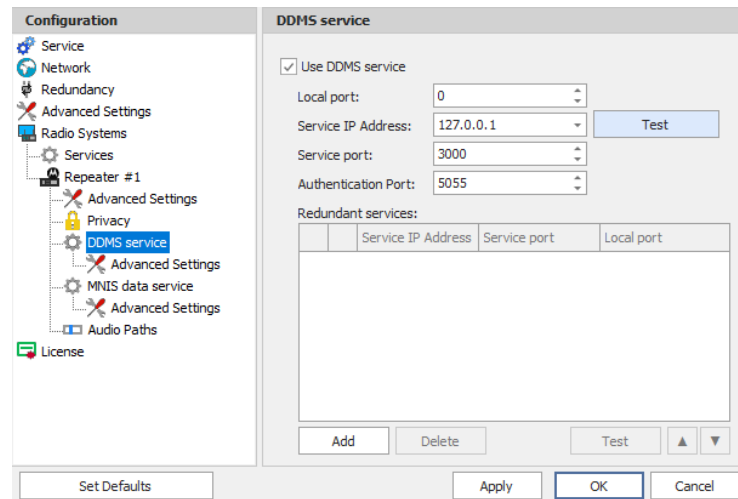 Configuration
Service
Network
Redundancy
Advanced Settings
Radio Systems
Services
Repeater #1
Advanced Settings
Privacy
DDMS service
Advanced Settings
MNIS data service
Advanced Settings
Audio Paths
License
DDMS service
Use DDMS service
Local port: 0
Service IP Address: 127.0.0.1 Test
Service port: 3000
Authentication Port: 5055
Redundant services:
Service IP Address Service port Local port
Add Delete Test
Set Defaults Apply OK Cancel